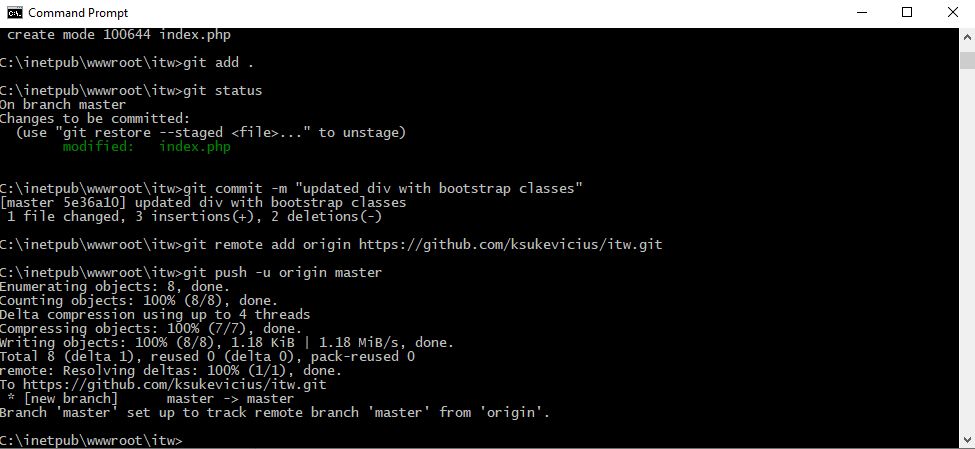 Command Prompt
create mode 100644 index.php
C:\inetpub\wwwroot\itw>git add .
C:\inetpub\wwwroot\itw>git status
On branch master
Changes to be committed:
  (use "git restore --staged <file>..." to unstage)
        modified:   index.php
C:\inetpub\wwwroot\itw>git commit -m "updated div with bootstrap classes"
[master 5e36a10] updated div with bootstrap classes
 1 file changed, 3 insertions(+), 2 deletions(-)
C:\inetpub\wwwroot\itw>git remote add origin https://github.com/ksukevicius/itw.git
C:\inetpub\wwwroot\itw>git push -u origin master
Enumerating objects: 8, done.
Counting objects: 100% (8/8), done.
Delta compression using up to 4 threads
Compressing objects: 100% (7/7), done.
Writing objects: 100% (8/8), 1.18 KiB | 1.18 MiB/s, done.
Total 8 (delta 1), reused 0 (delta 0), pack-reused 0
remote: Resolving deltas: 100% (1/1), done.
To https://github.com/ksukevicius/itw.git
 * [new branch]      master -> master
Branch 'master' set up to track remote branch 'master' from 'origin'.
C:\inetpub\wwwroot\itw>